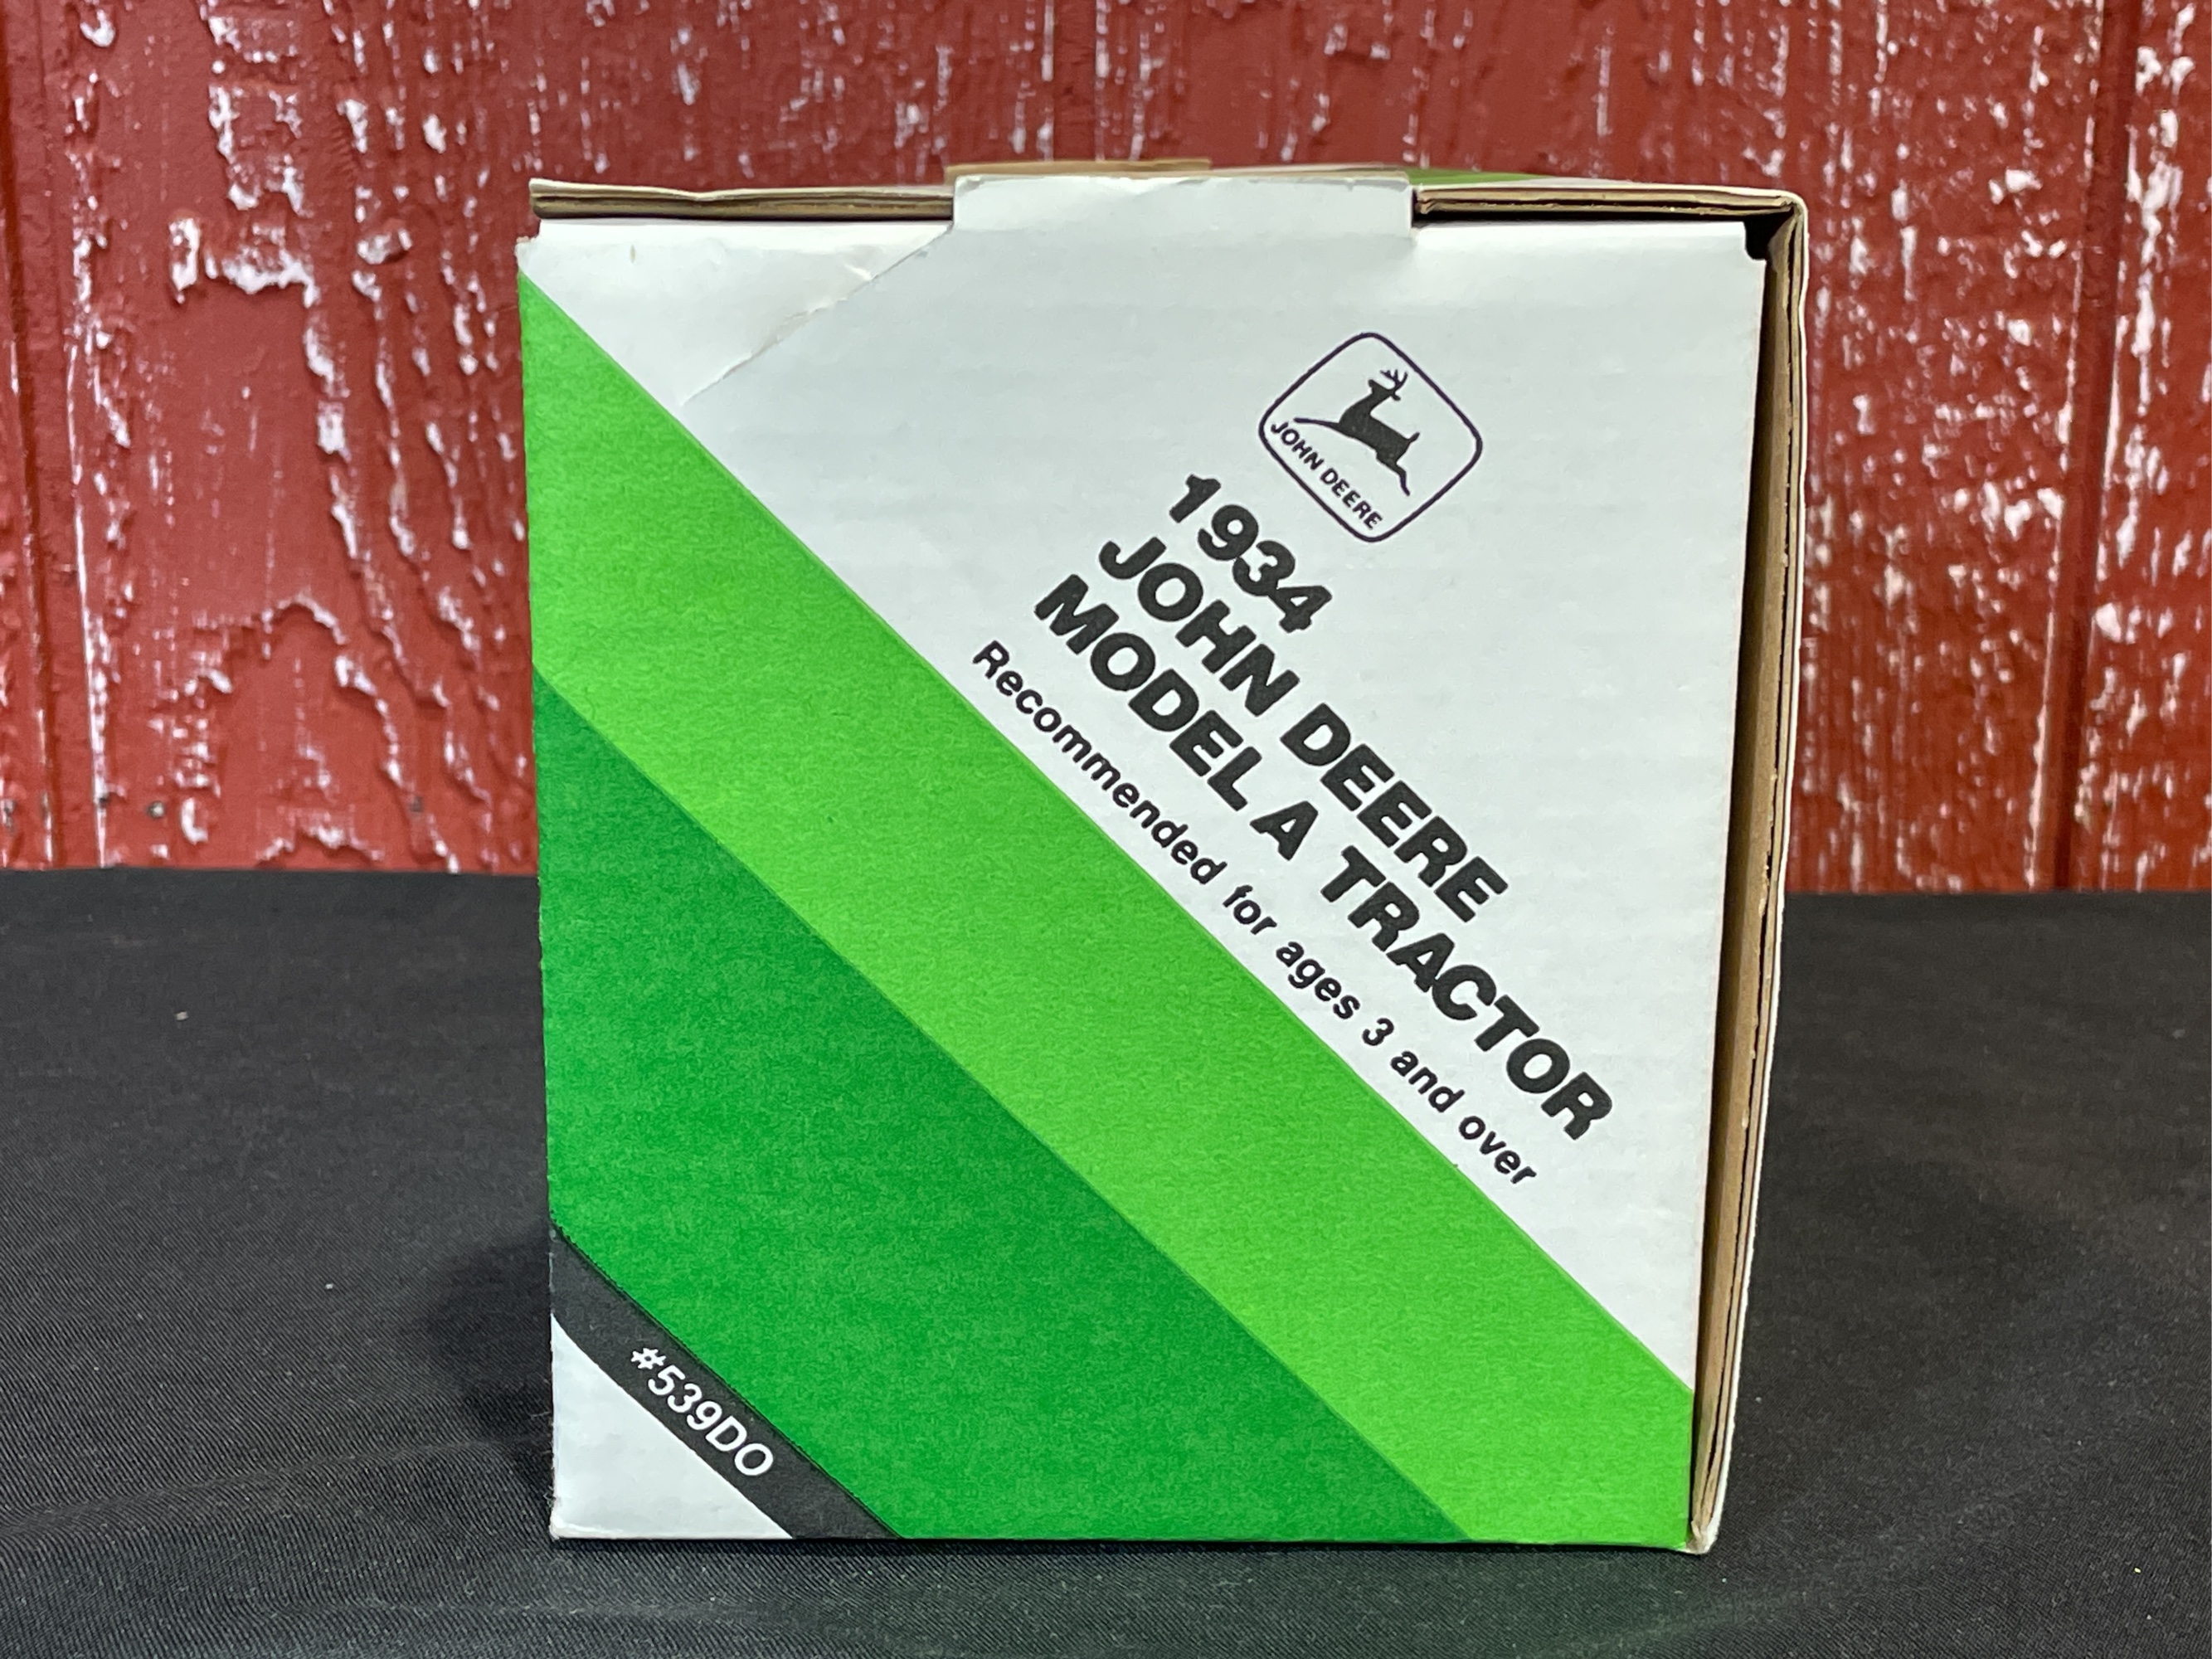 JOHN DEERE
1934
JOHN DEERE
MODEL A TRACTOR
Recommended for ages 3 and over
#539DO